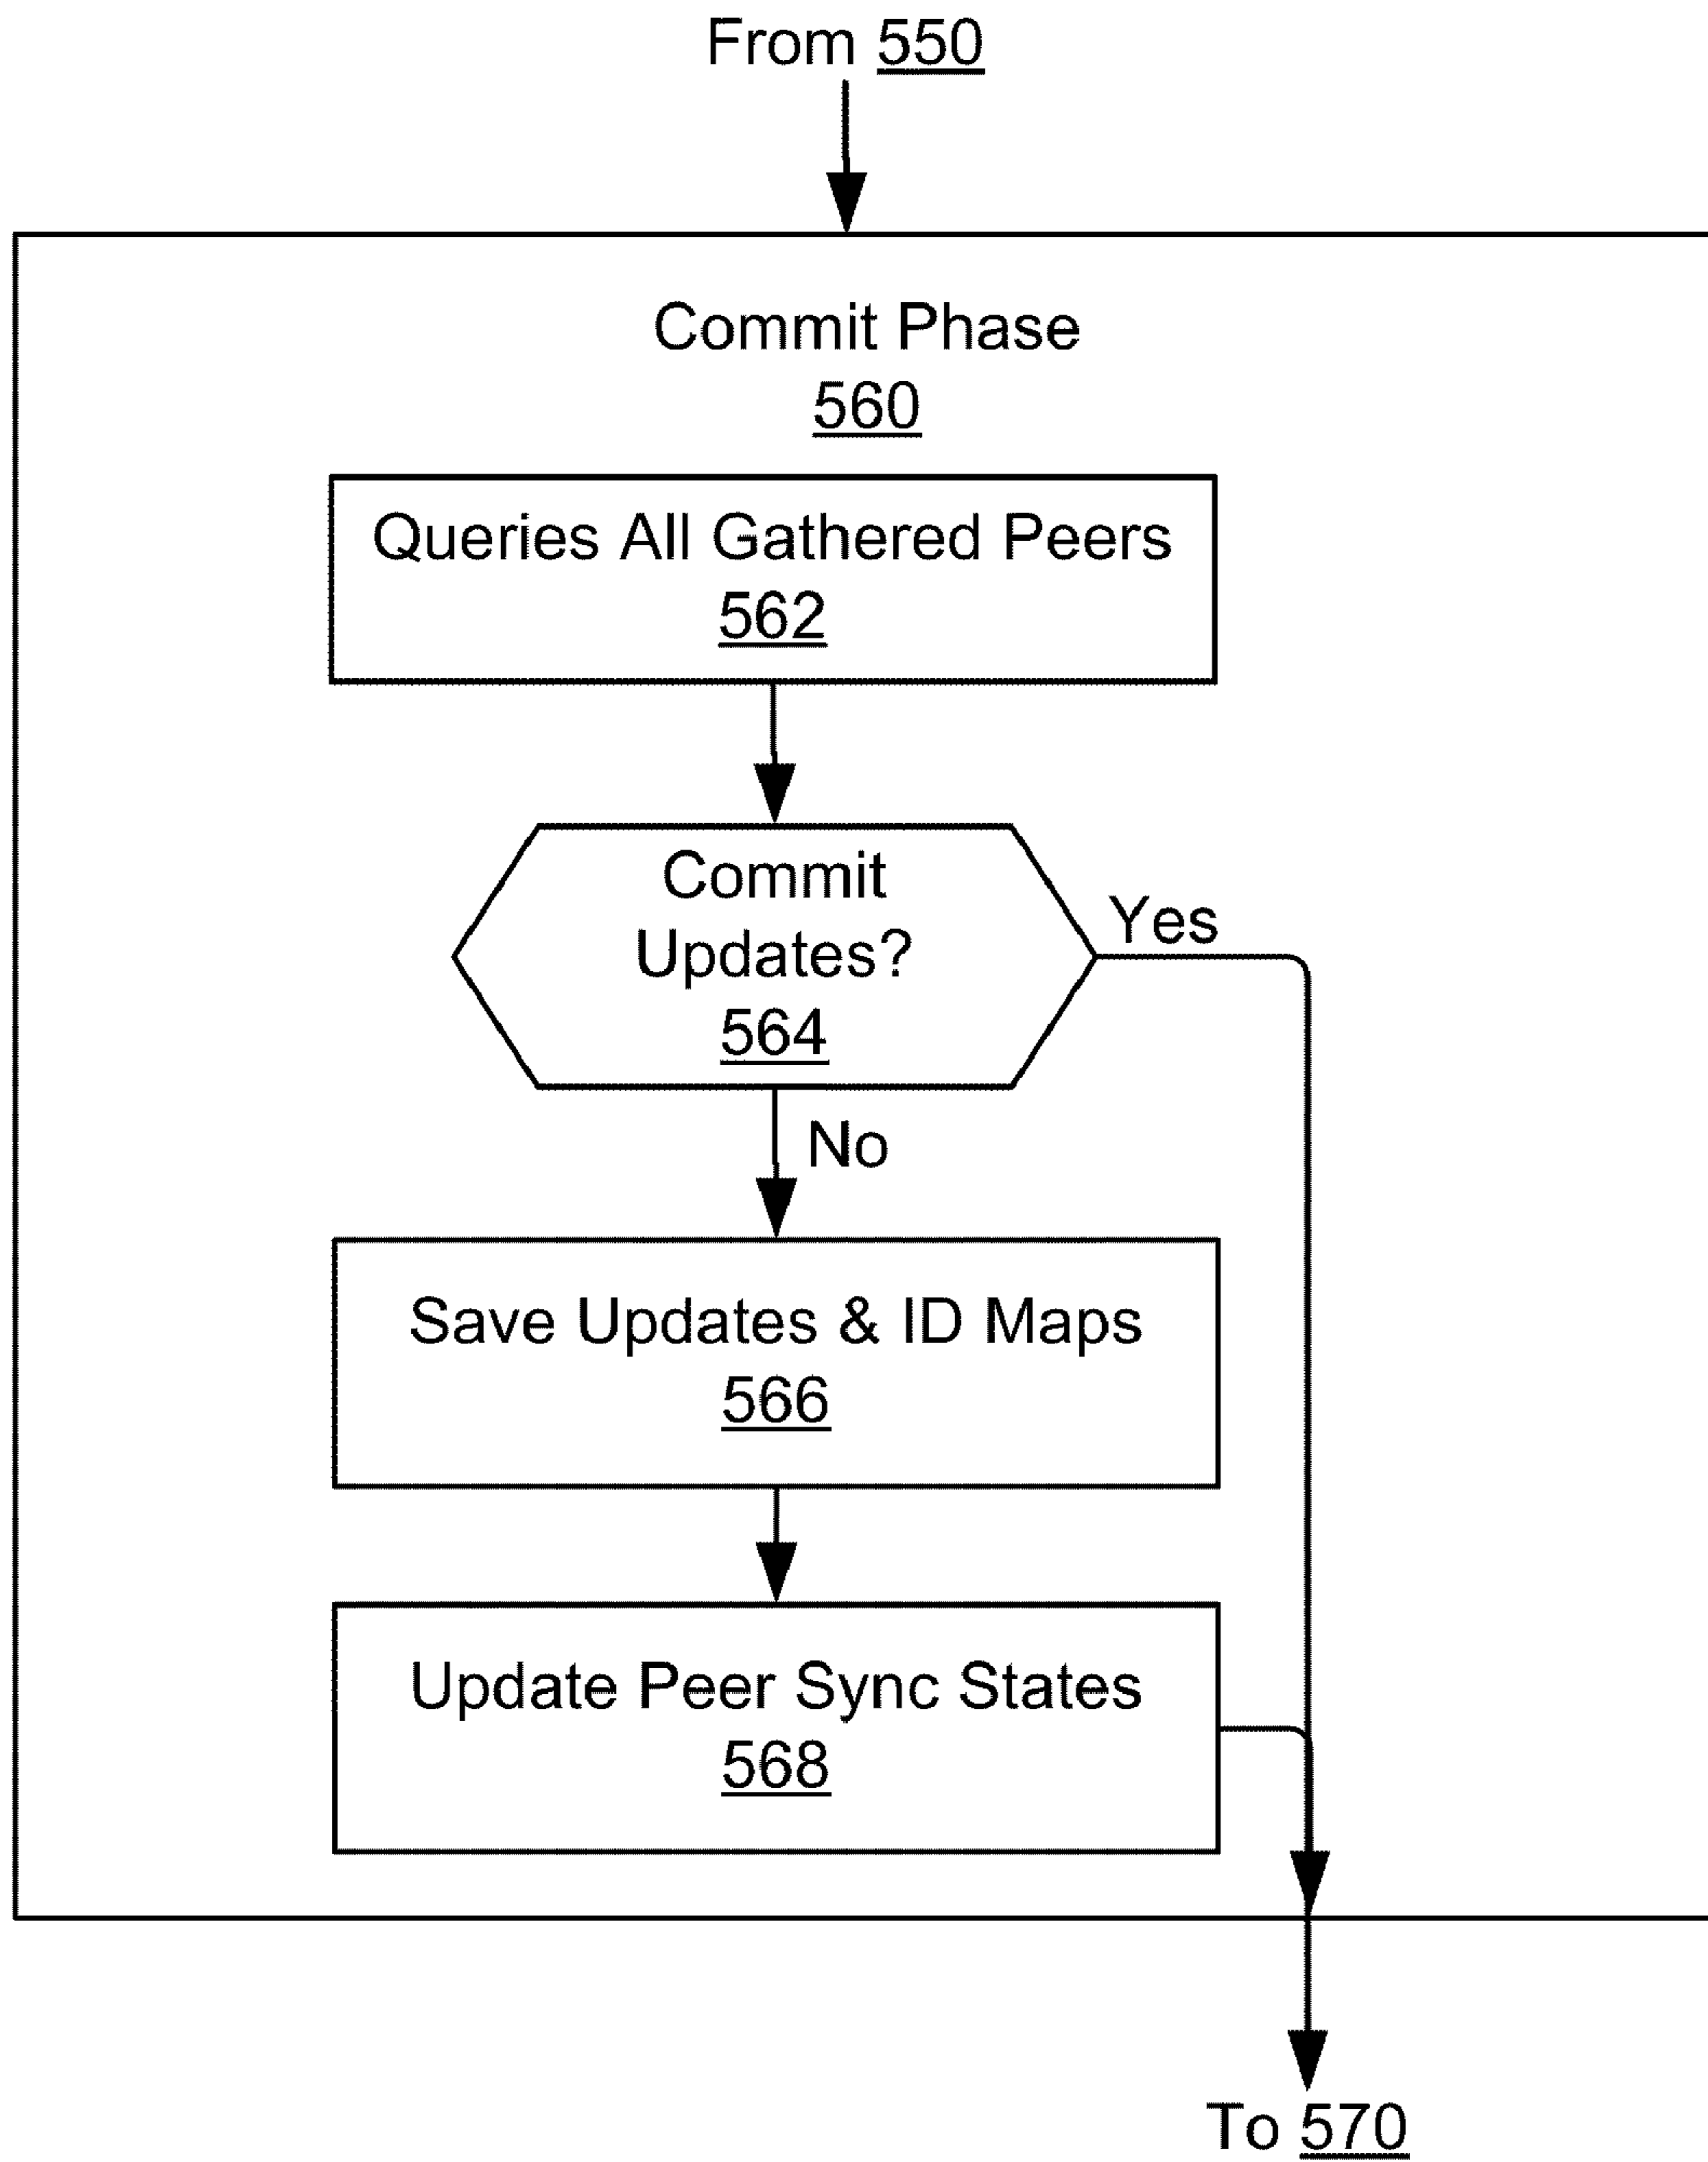 From 550
Commit Phase
560
Queries All Gathered Peers
562
Commit
Updates?
564
Yes
No
Save Updates & ID Maps
566
Update Peer Sync States
568
To 570